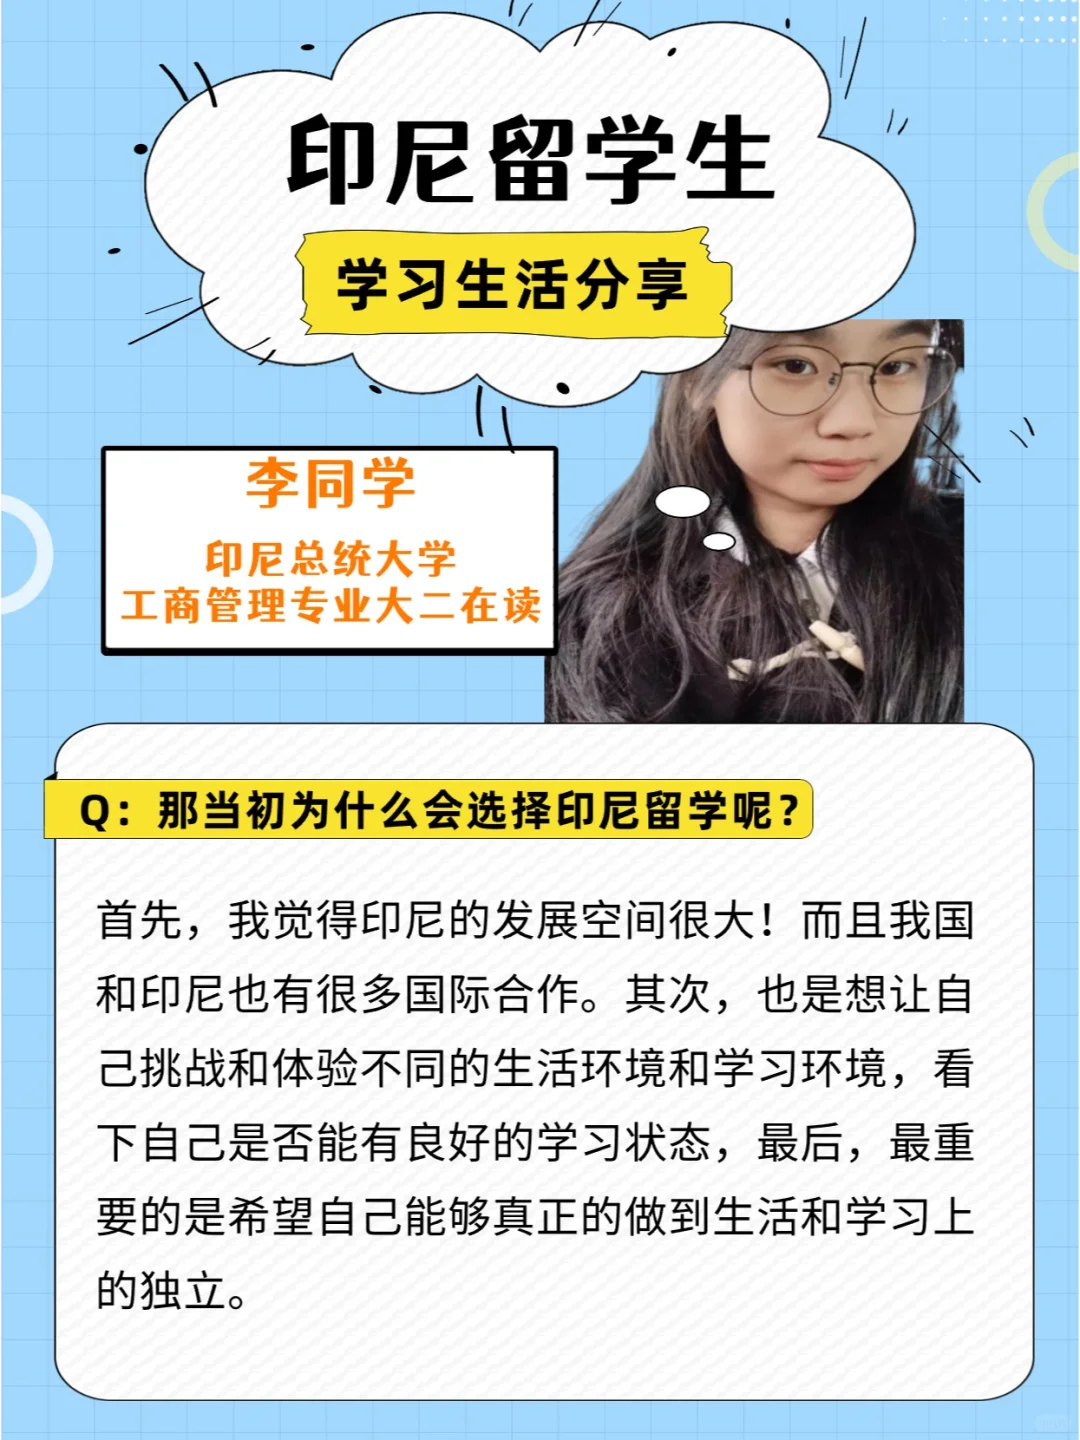 印尼留学生
学习生活分享
李同学
印尼总统大学
工商管理专业大二在读
Q：那当初为什么会选择印尼留学呢？
首先，我觉得印尼的发展空间很大！而且我国
和印尼也有很多国际合作。其次，也是想让自
己挑战和体验不同的生活环境和学习环境，看
下自己是否能有良好的学习状态，最后，最重
要的是希望自己能够真正的做到生活和学习上
的独立。